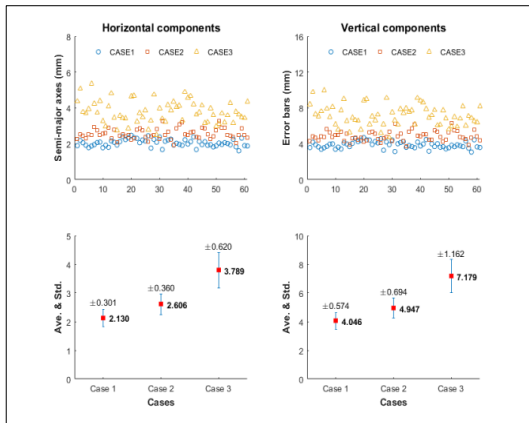 Horizontal components
Vertical components
8
6
4
2
0
Semi-major axes (mm)
CASE1 CASE2 CASE3
0 10 20 30 40 50 60
16
12
8
4
0
Error bars (mm)
CASE1 CASE2 CASE3
0 10 20 30 40 50 60
5
4
3
2
1
0
Ave. & Std.
±0.301
2.130
±0.360
2.606
±0.620
3.789
Case 1 Case 2 Case 3
Cases
10
8
6
4
2
0
Ave. & Std.
±0.574
4.046
±0.694
4.947
±1.162
7.179
Case 1 Case 2 Case 3
Cases